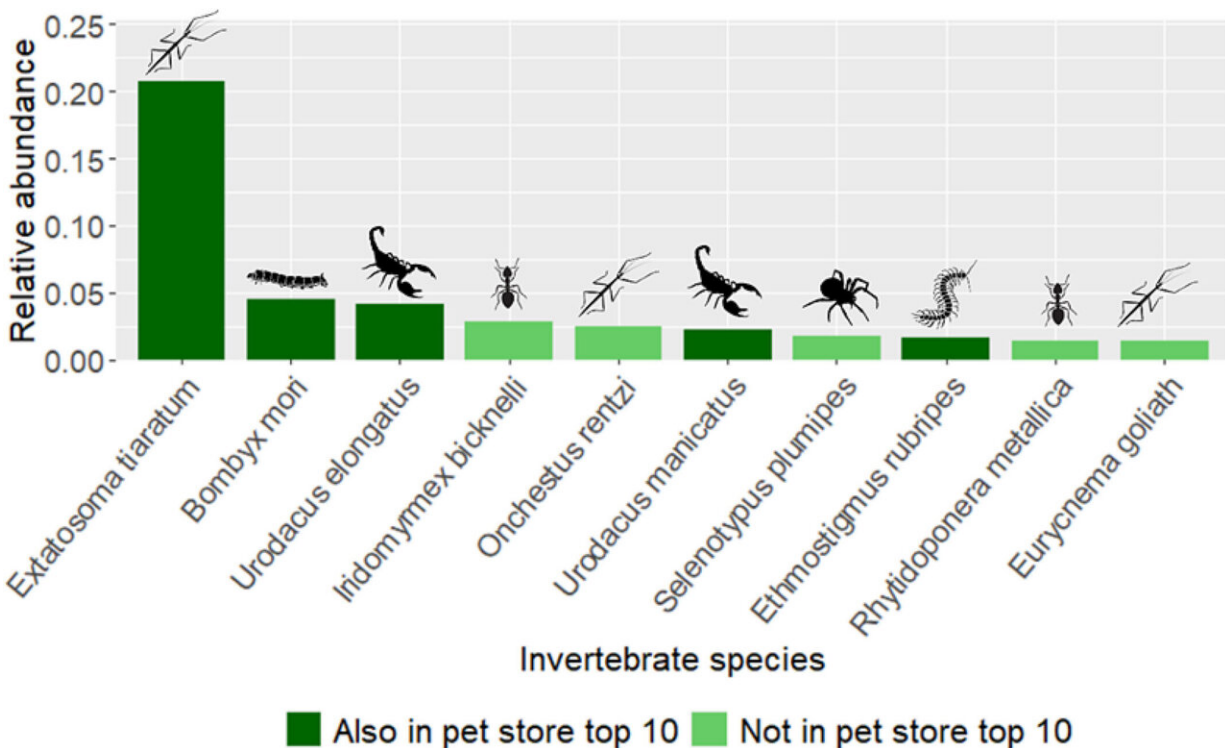 Relative abundance
0.25
0.20
0.15
0.10
0.05
0.00
Extatosoma tiaratum
Bombyx mori
Urodacus elongatus
Iridomyrmex bicknelli
Onchestus rentzi
Urodacus manicatus
Selenotypus plumipes
Ethmostigmus rubripes
Rhytidoponera metallica
Eurycnema goliath
Invertebrate species
Also in pet store top 10
Not in pet store top 10